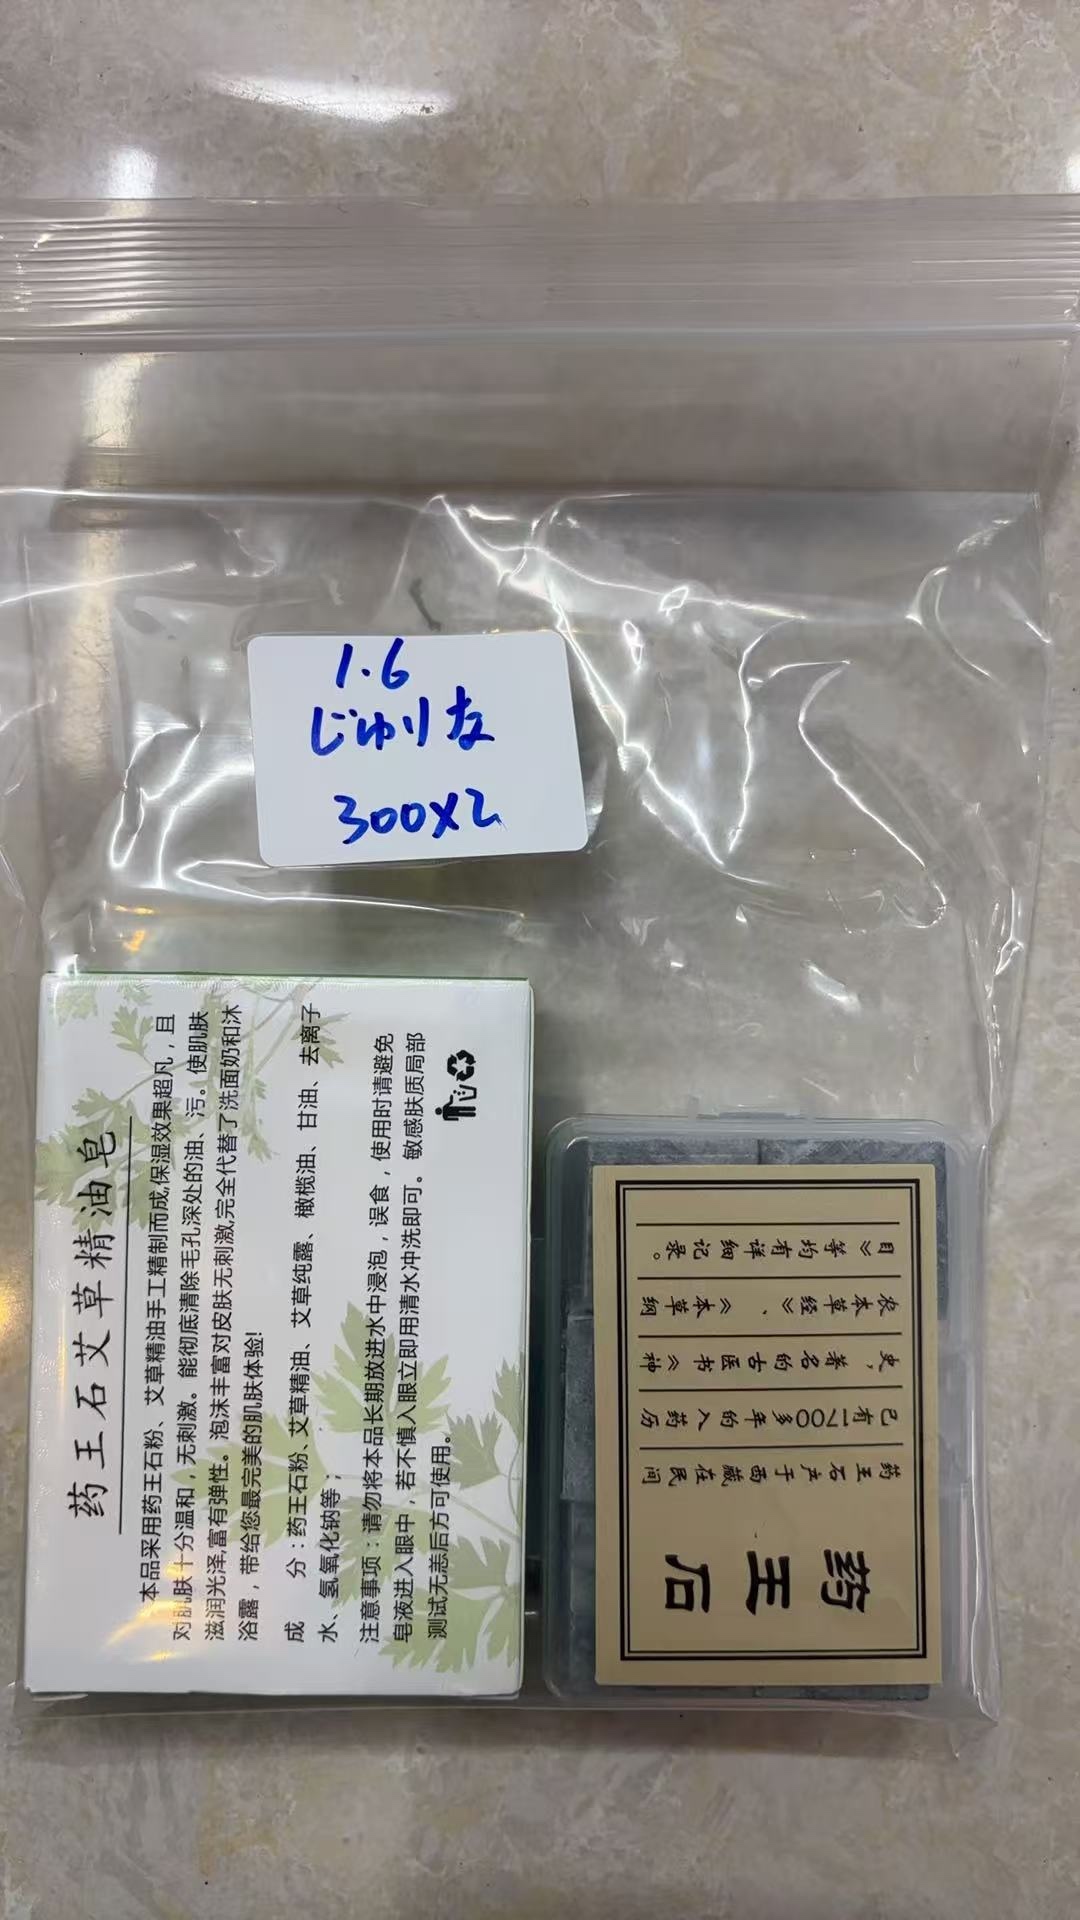 1.6
じゅり友
300×2
药王石艾草精油皂
本品采用药王石粉、艾草精油手工精制而成,保湿效果超凡，且
对肌肤十分温和，无刺激。能彻底清除毛孔深处的油、污。使肌肤
滋润光泽,富有弹性。泡沫丰富对皮肤无刺激,完全代替了洗面奶和沐
浴露，带给您最完美的肌肤体验!
成 分：药王石粉、艾草精油、艾草纯露、橄榄油、甘油、去离子
水、氢氧化钠等；
注意事项：请勿将本品长期放进水中浸泡，误食，使用时请避免
皂液进入眼中，若不慎入眼立即用清水冲洗即可。敏感肤质局部
测试无恙后方可使用。
药王石
药王石产于西藏在民间
已有1700多年的入药历
史，著名的古医书《神
农本草经》、《本草纲
目》等均有详细记录。